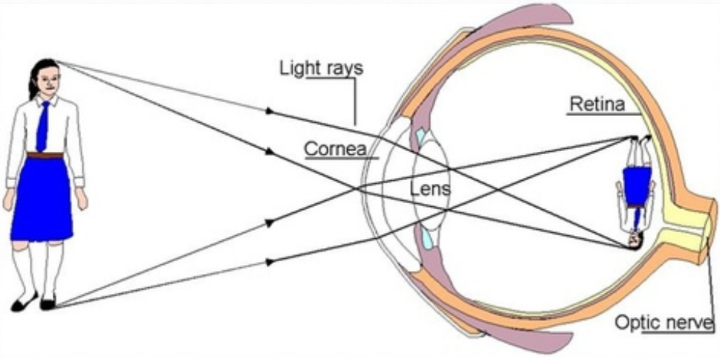 Light rays
Retina
Cornea
Lens
Optic nerve